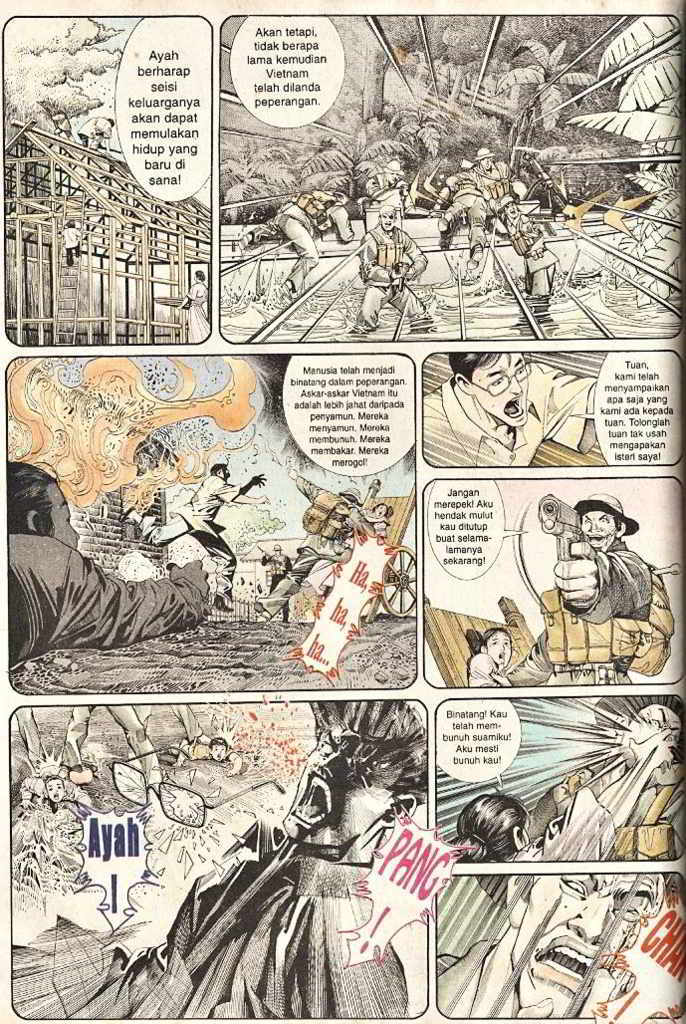 Ayah
berharap
seisi
keluarganya
akan dapat
memulakan
hidup yang
baru di
sana!
Akan tetapi,
tidak berapa
lama kemudian
Vietnam
telah dilanda
peperangan.
Manusia telah menjadi
binatang dalam peperangan.
Askar-askar Vietnam itu
adalah lebih jahat daripada
penyamun. Mereka
menyamun. Mereka
membunuh. Mereka
membakar. Mereka
merogol!
Ha,
ha,
ha...
Tuan,
kami telah
menyampaikan
apa saja yang
kami ada kepada
tuan. Tolonglah
tuan tak usah
mengapakan
isteri saya!
Jangan
merepek! Aku
hendak mulut
kau ditutup
buat selama-
lamanya
sekarang!
Ayah
!
PANG
!
Binatang! Kau
telah mem-
bunuh suamiku!
Aku mesti
bunuh kau!